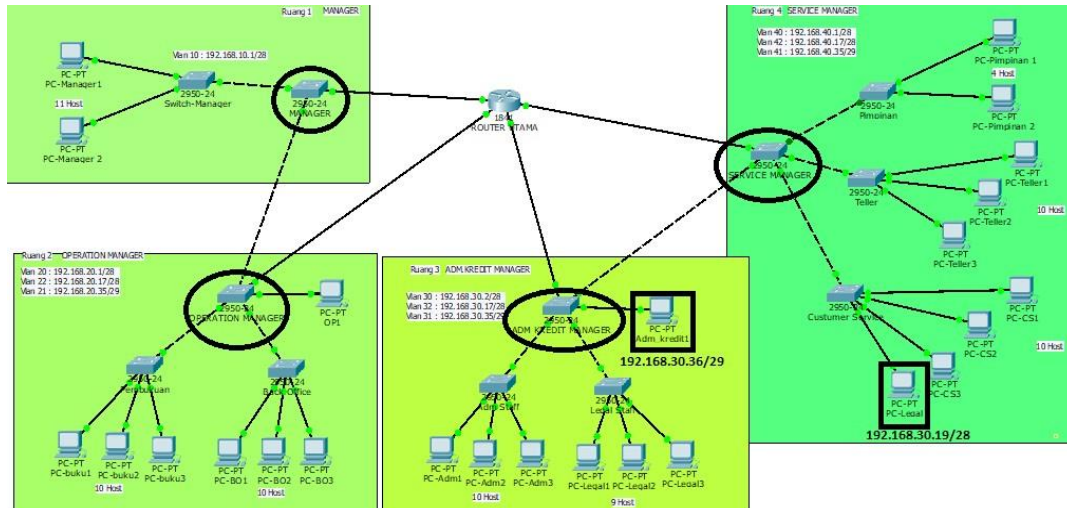 Ruang 1 MANAGER
Vlan 10 : 192.168.10.1/28
PC-PT
PC-Manager1
11 Host
PC-PT
PC-Manager 2
2950-24
Switch-Manager
2950-24
MANAGER
1841
ROUTER UTAMA
Ruang 4 SERVICE MANAGER
Vlan 40 : 192.168.40.1/28
Vlan 42 : 192.168.40.17/28
Vlan 41 : 192.168.40.35/29
PC-PT
PC-Pimpinan 1
4 Host
PC-PT
PC-Pimpinan 2
2950-24
Pimpinan
2950-24
SERVICE MANAGER
2950-24
Teller
PC-PT
PC-Teller1
PC-PT
PC-Teller2
10 Host
PC-PT
PC-Teller3
2950-24
Custumer Service
PC-PT
PC-CS1
PC-PT
PC-CS2
10 Host
PC-PT
PC-CS3
PC-PT
PC-Legal
192.168.30.19/28
Ruang 2 OPERATION MANAGER
Vlan 20 : 192.168.20.1/28
Vlan 22 : 192.168.20.17/28
Vlan 21 : 192.168.20.35/29
2950-24
OPERATION MANAGER
PC-PT
OP1
2950-24
Pembukuan
2950-24
Back Office
PC-PT
PC-buku1
PC-PT
PC-buku2
PC-PT
PC-buku3
10 Host
PC-PT
PC-BO1
PC-PT
PC-BO2
PC-PT
PC-BO3
10 Host
Ruang 3 ADM.KREDIT MANAGER
Vlan 30 : 192.168.30.2/28
Vlan 32 : 192.168.30.17/28
Vlan 31 : 192.168.30.35/29
2950-24
ADM KREDIT MANAGER
PC-PT
Adm_kredit1
192.168.30.36/29
2950-24
Adm Staff
2950-24
Legal Staff
PC-PT
PC-Adm1
PC-PT
PC-Adm2
PC-PT
PC-Adm3
10 Host
PC-PT
PC-Legal1
PC-PT
PC-Legal2
PC-PT
PC-Legal3
9 Host